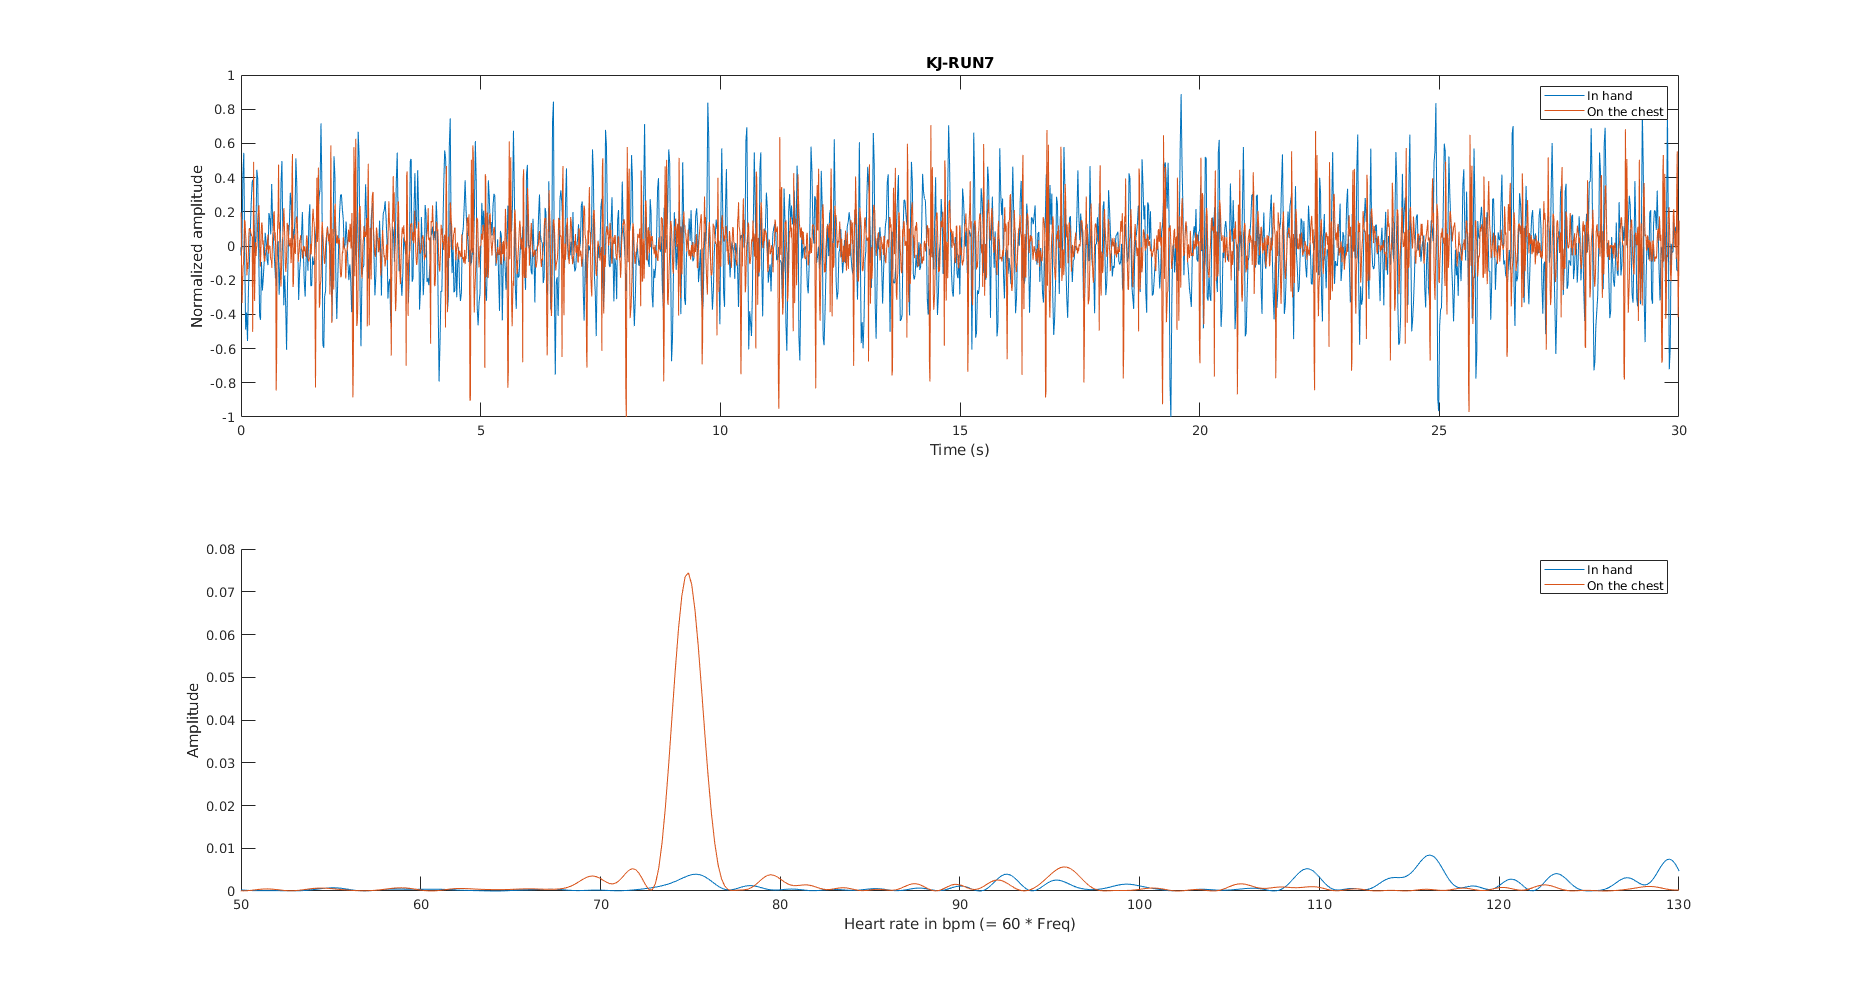 KJ-RUN7
In hand
On the chest
1
0.8
0.6
0.4
0.2
0
-0.2
-0.4
-0.6
-0.8
-1
Normalized amplitude
0 5 10 15 20 25 30
Time (s)
In hand
On the chest
0.08
0.07
0.06
0.05
0.04
0.03
0.02
0.01
0
Amplitude
50 60 70 80 90 100 110 120 130
Heart rate in bpm (= 60 * Freq)